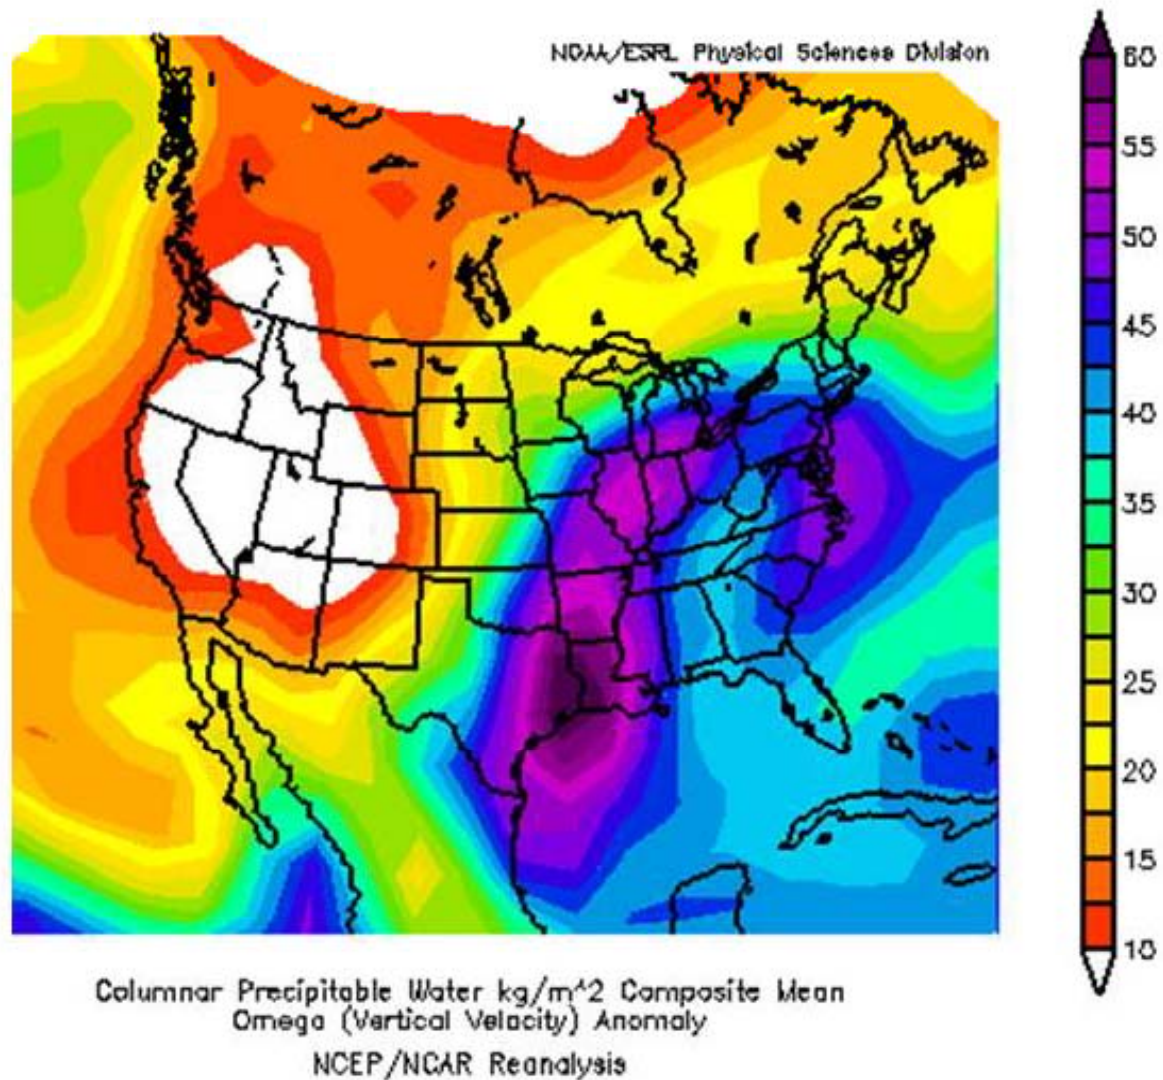 NOAA/ESRL Physical Sciences Division
60
55
50
45
40
35
30
25
20
15
10
Columnar Precipitable Water kg/m^2 Composite Mean
Omega (Vertical Velocity) Anomaly
NCEP/NCAR Reanalysis